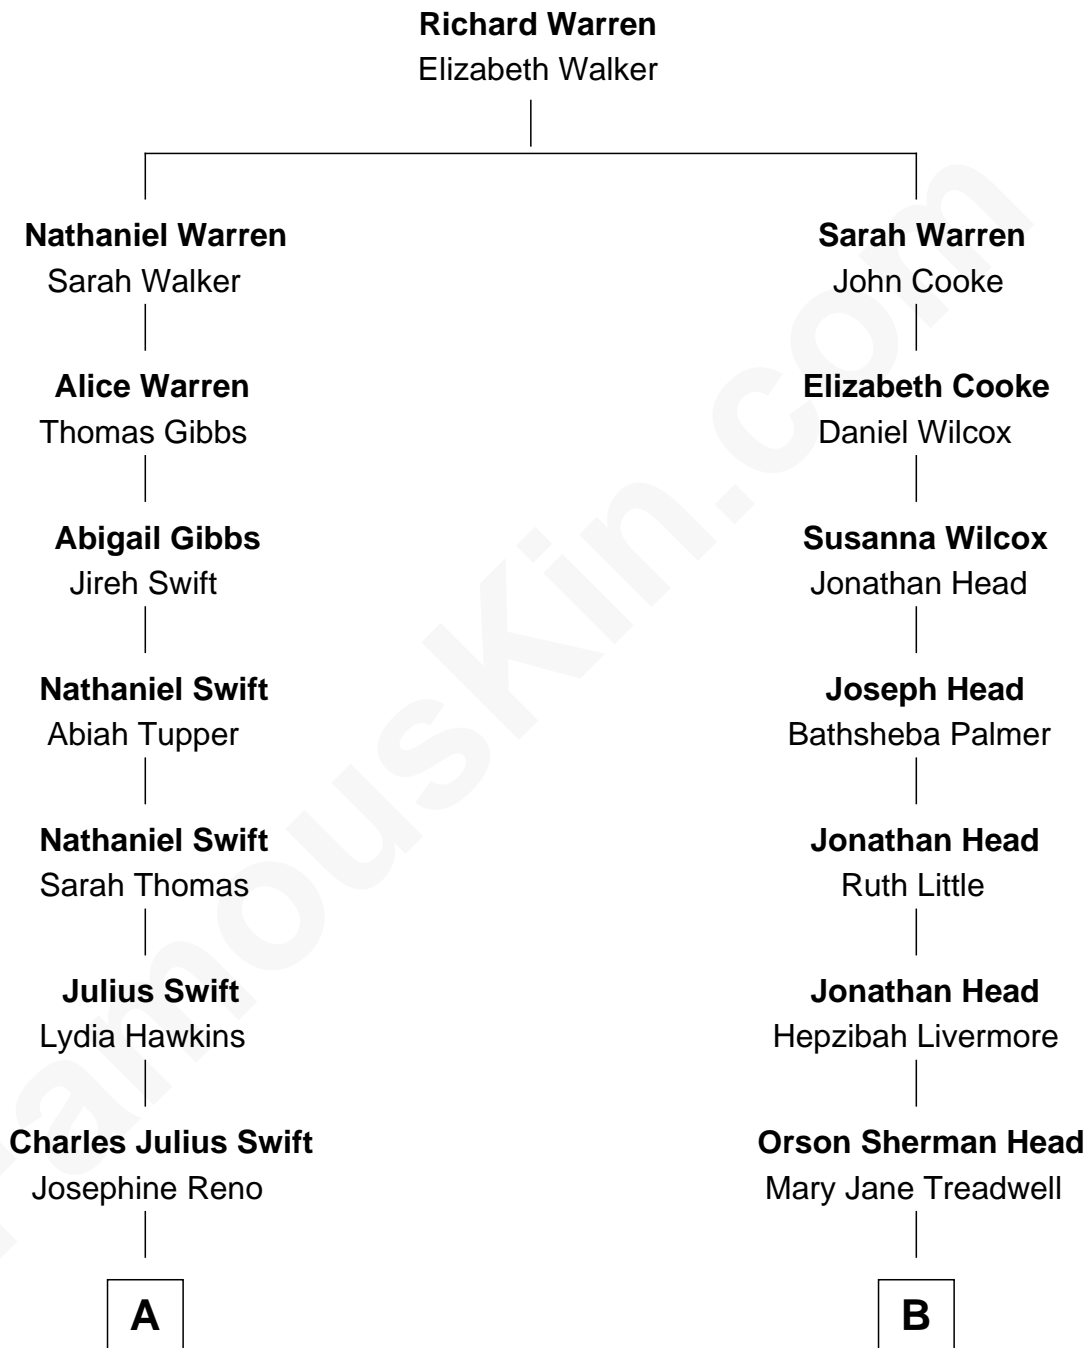 Richard Warren
Elizabeth Walker
Nathaniel Warren
Sarah Walker
Sarah Warren
John Cooke
Alice Warren
Thomas Gibbs
Elizabeth Cooke
Daniel Wilcox
Abigail Gibbs
Jireh Swift
Susanna Wilcox
Jonathan Head
Nathaniel Swift
Abiah Tupper
Joseph Head
Bathsheba Palmer
Nathaniel Swift
Sarah Thomas
Jonathan Head
Ruth Little
Julius Swift
Lydia Hawkins
Jonathan Head
Hepzibah Livermore
Charles Julius Swift
Josephine Reno
Orson Sherman Head
Mary Jane Treadwell
A
B
FamousKin.com